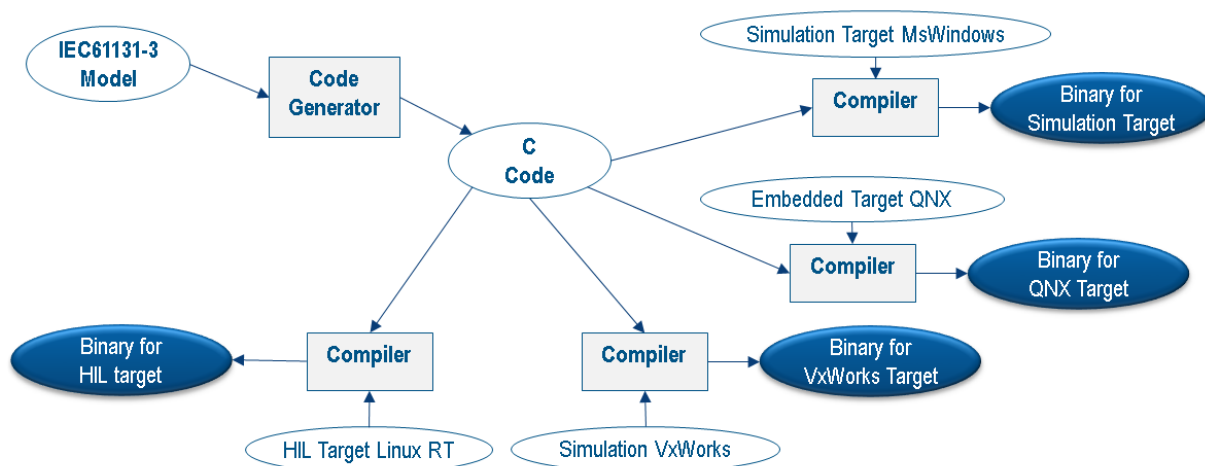 IEC61131-3
Model
Code
Generator
C
Code
Simulation Target MsWindows
Compiler
Binary for
Simulation Target
Embedded Target QNX
Compiler
Binary for
QNX Target
Binary for
HIL target
Compiler
HIL Target Linux RT
Compiler
Simulation VxWorks
Binary for
VxWorks Target